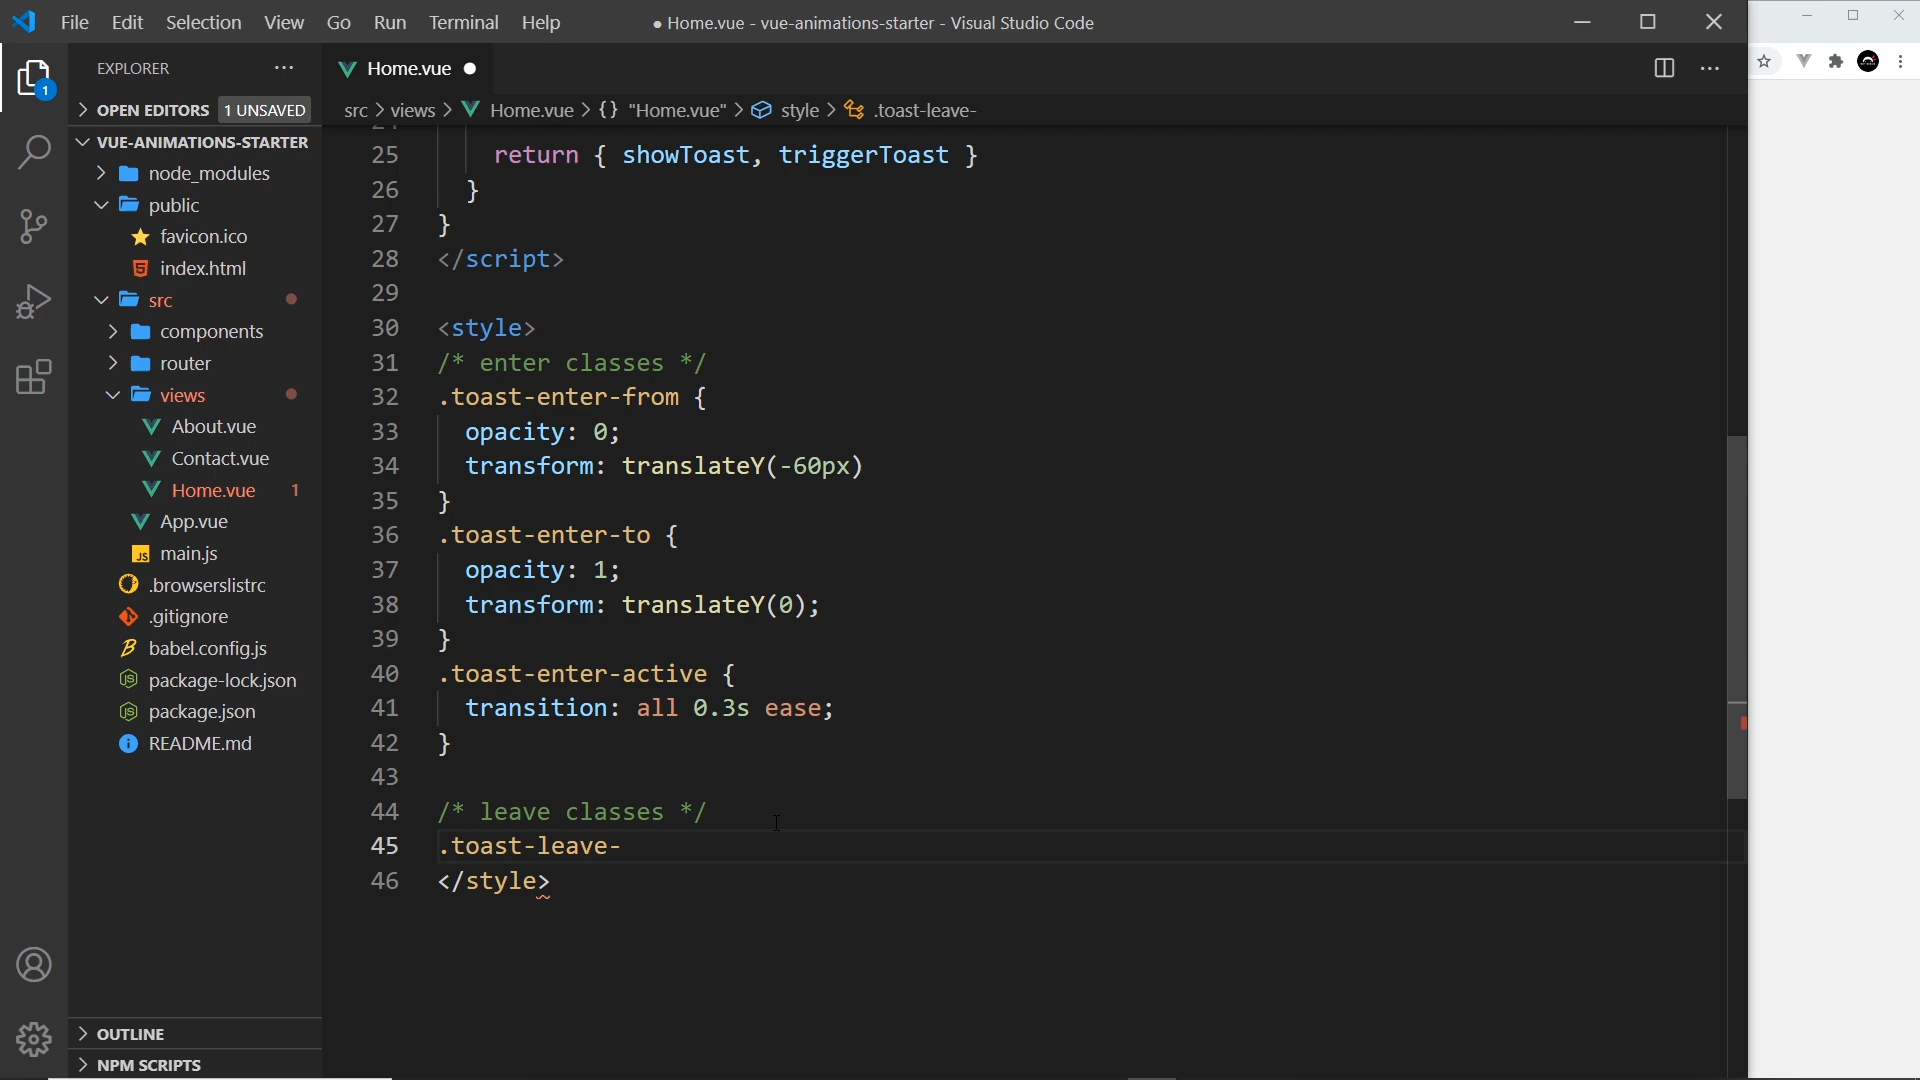 File Edit Selection View Go Run Terminal Help
● Home.vue - vue-animations-starter - Visual Studio Code
1
EXPLORER
OPEN EDITORS 1 UNSAVED
VUE-ANIMATIONS-STARTER
node_modules
public
favicon.ico
index.html
src
components
router
views
About.vue
Contact.vue
Home.vue 1
App.vue
main.js
.browserslistrc
.gitignore
babel.config.js
package-lock.json
package.json
README.md
OUTLINE
NPM SCRIPTS
Home.vue
src > views > Home.vue > {} "Home.vue" > style > .toast-leave-
25 return { showToast, triggerToast }
26 }
27 }
28 </script>
29
30 <style>
31 /* enter classes */
32 .toast-enter-from {
33 opacity: 0;
34 transform: translateY(-60px)
35 }
36 .toast-enter-to {
37 opacity: 1;
38 transform: translateY(0);
39 }
40 .toast-enter-active {
41 transition: all 0.3s ease;
42 }
43
44 /* leave classes */
45 .toast-leave-
46 </style>